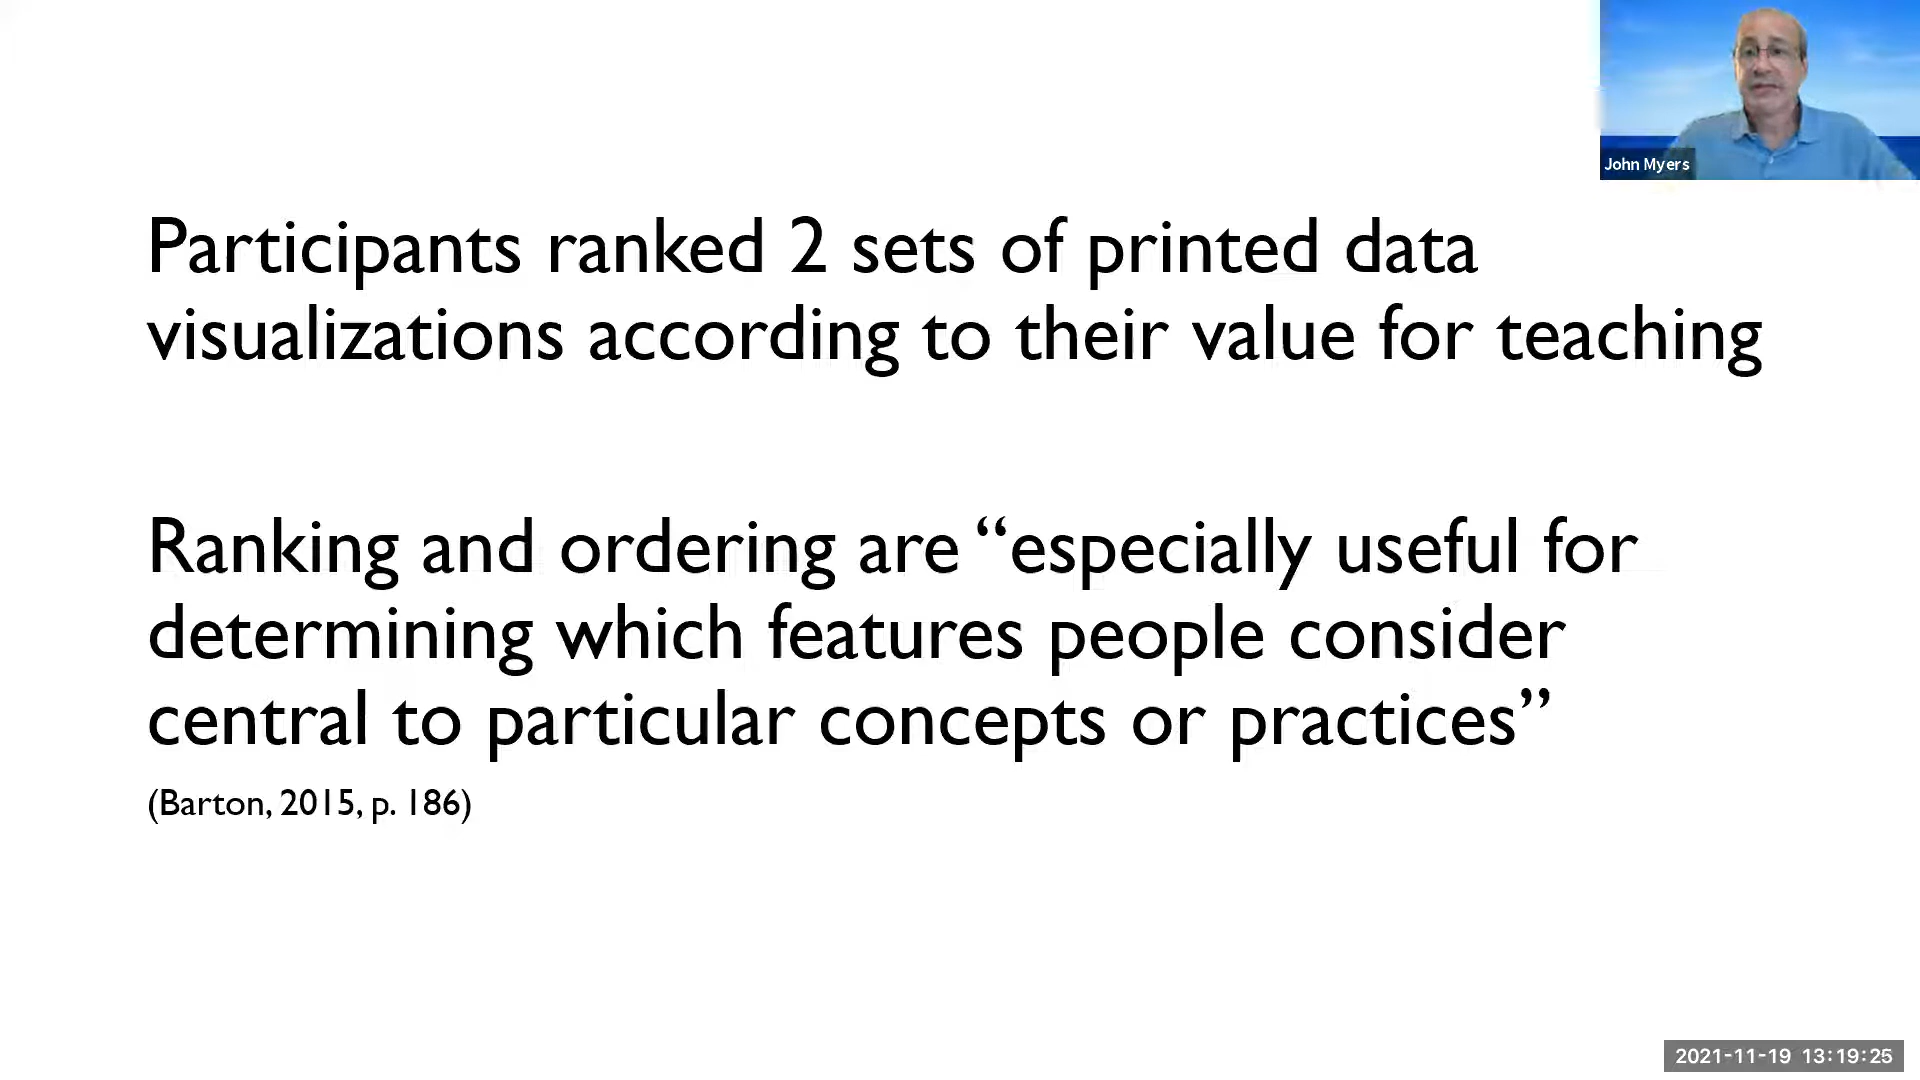 John Myers
Participants ranked 2 sets of printed data
visualizations according to their value for teaching
Ranking and ordering are “especially useful for
determining which features people consider
central to particular concepts or practices”
(Barton, 2015, p. 186)
2021-11-19 13:19:25